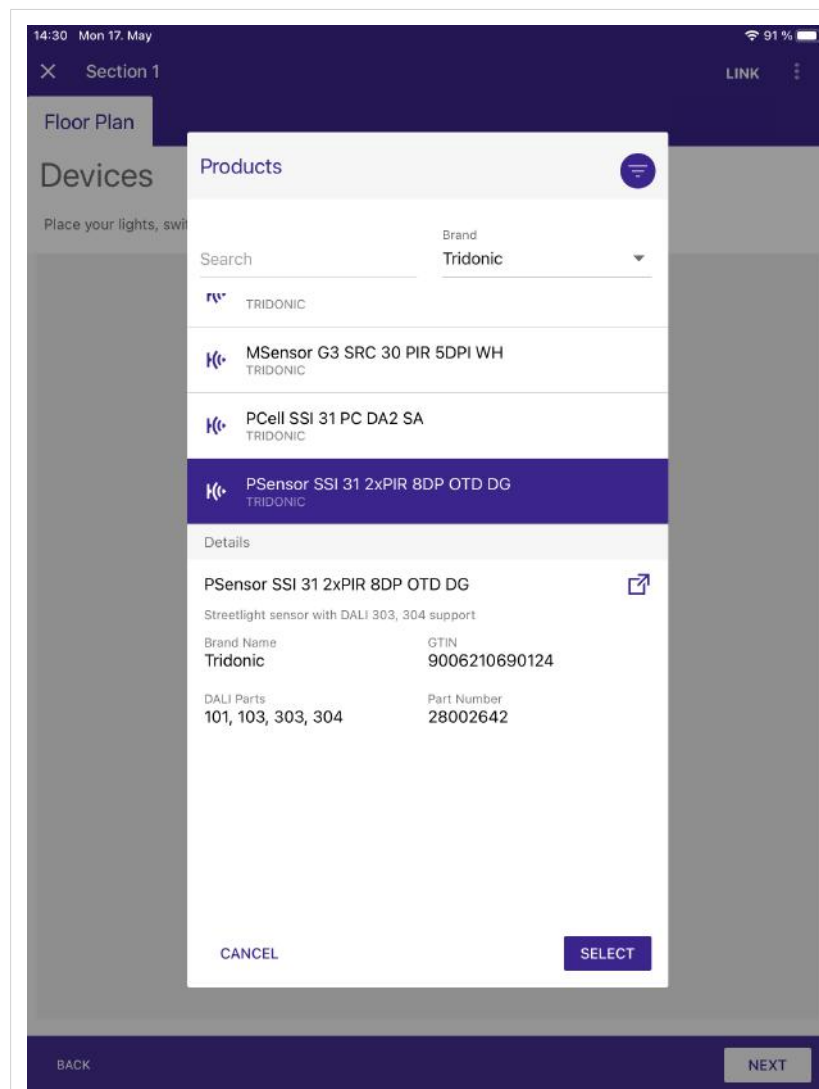 14:30 Mon 17. May 91 %
Section 1 LINK
Floor Plan
Devices
Products
Place your lights, swit
Brand
Search Tridonic
TRIDONIC
MSensor G3 SRC 30 PIR 5DPI WH
TRIDONIC
PCell SSI 31 PC DA2 SA
TRIDONIC
PSensor SSI 31 2xPIR 8DP OTD DG
TRIDONIC
Details
PSensor SSI 31 2xPIR 8DP OTD DG
Streetlight sensor with DALI 303, 304 support
Brand Name GTIN
Tridonic 9006210690124
DALI Parts Part Number
101, 103, 303, 304 28002642
CANCEL SELECT
BACK NEXT